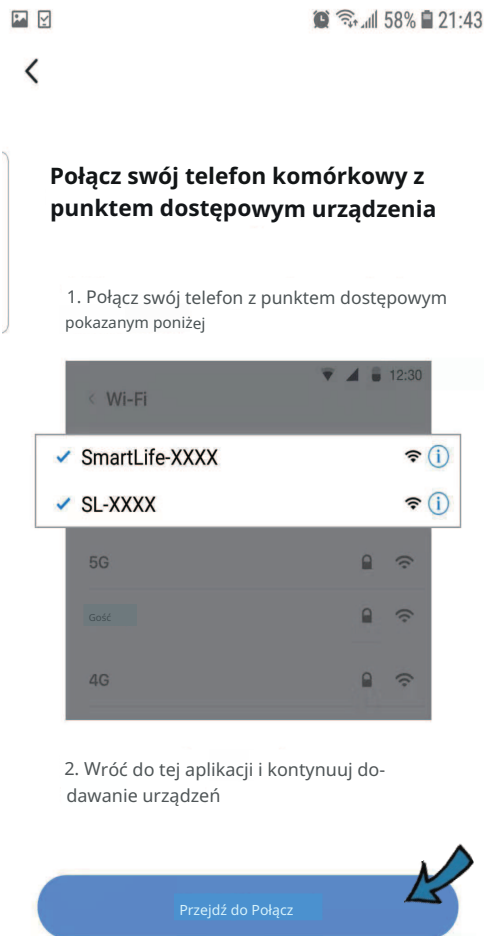 58% 21:43
Połącz swój telefon komórkowy z
punktem dostępowym urządzenia
1. Połącz swój telefon z punktem dostępowym
pokazanym poniżej
12:30
< Wi-Fi
SmartLife-XXXX
SL-XXXX
5G
Gość
4G
2. Wróć do tej aplikacji i kontynuuj do-
dawanie urządzeń
Przejdź do Połącz